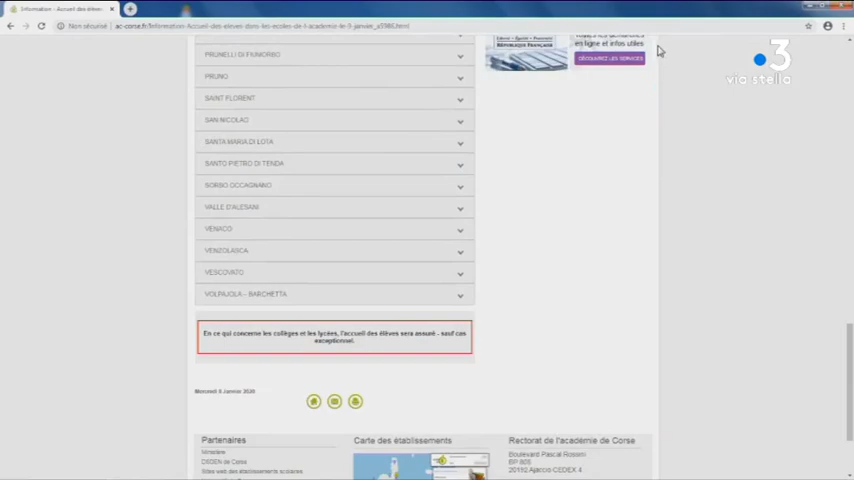 Information - Accueil des élèves
Non sécurisé
ac-corse.fr/Information-Accueil-des-eleves-dans-les-ecoles-de-l-academie-le-9-janvier_a5986.html
en ligne et infos utiles
RÉPUBLIQUE FRANÇAISE
DÉCOUVREZ LES SERVICES
3
via stella
PRUNELLI DI FIUMORBO
PRUNO
SAINT FLORENT
SAN NICOLAO
SANTA MARIA DI LOTA
SANTO PIETRO DI TENDA
SORBO OCCAGNANO
VALLE D'ALESANI
VENACO
VENZOLASCA
VESCOVATO
VOLPAJOLA – BARCHETTA
En ce qui concerne les collèges et les lycées, l'accueil des élèves sera assuré - sauf cas
exceptionnel.
Mercredi 8 Janvier 2020
Partenaires
Ministère
CEDEN de Corse
Sites web des établissements scolaires
Carte des établissements
Rectorat de l'académie de Corse
Boulevard Pascal Rossini
BP 808
20192 Ajaccio CEDEX 4